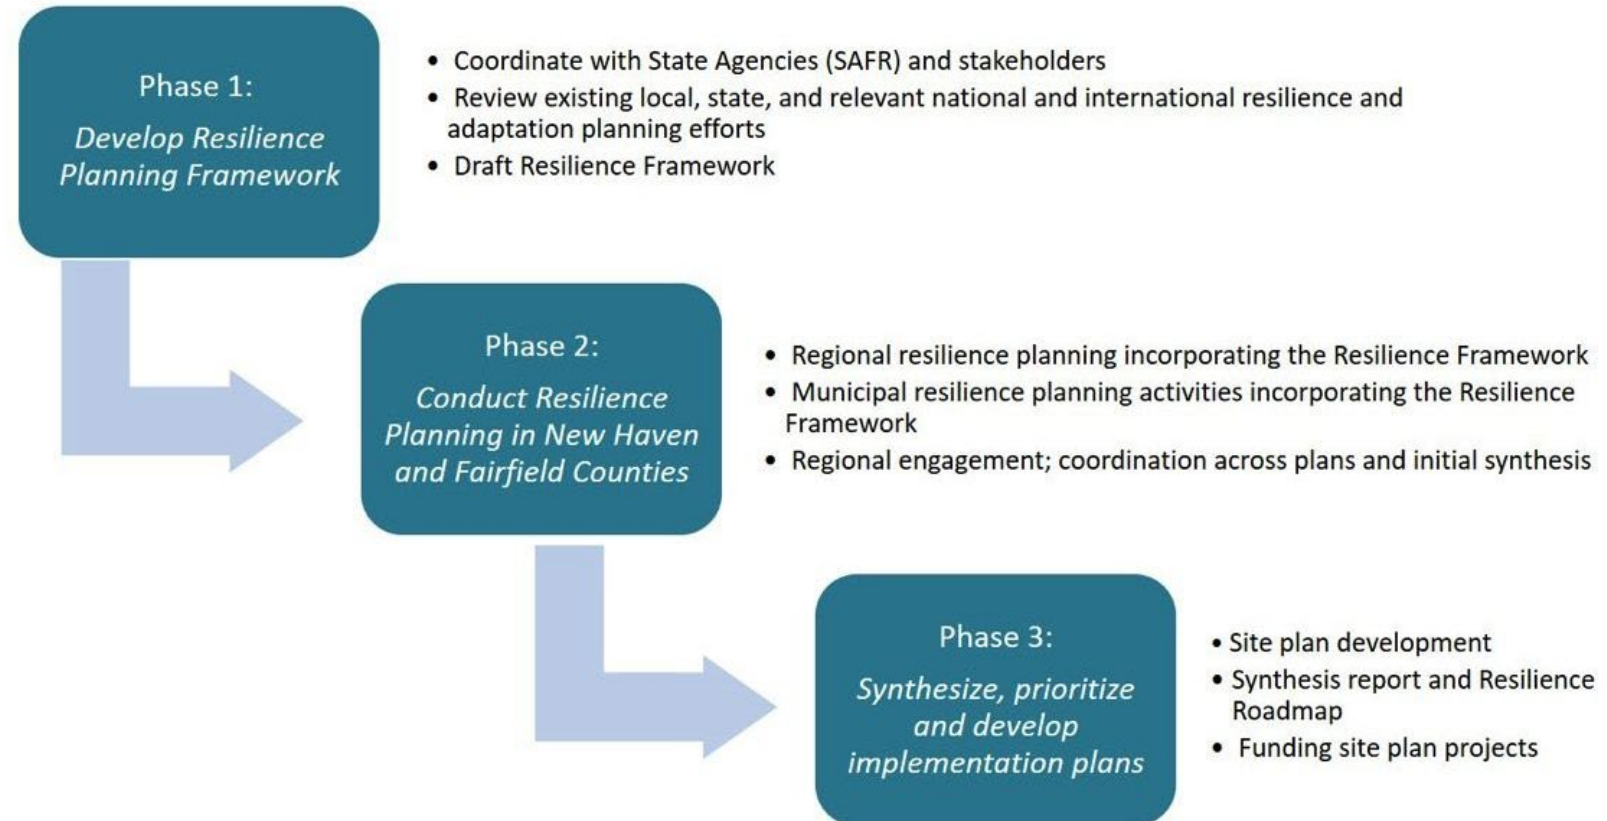 Phase 1:
Develop Resilience
Planning Framework
• Coordinate with State Agencies (SAFR) and stakeholders
• Review existing local, state, and relevant national and international resilience and
adaptation planning efforts
• Draft Resilience Framework
Phase 2:
Conduct Resilience
Planning in New Haven
and Fairfield Counties
• Regional resilience planning incorporating the Resilience Framework
• Municipal resilience planning activities incorporating the Resilience
Framework
• Regional engagement; coordination across plans and initial synthesis
Phase 3:
Synthesize, prioritize
and develop
implementation plans
• Site plan development
• Synthesis report and Resilience
Roadmap
• Funding site plan projects